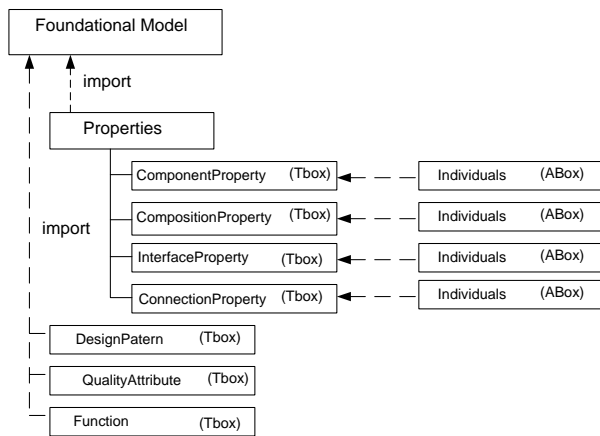 Foundational Model
import
Properties
ComponentProperty (Tbox)
Individuals (ABox)
CompositionProperty (Tbox)
Individuals (ABox)
import
InterfaceProperty (Tbox)
Individuals (ABox)
ConnectionProperty (Tbox)
Individuals (ABox)
DesignPatern (Tbox)
QualityAttribute (Tbox)
Function (Tbox)